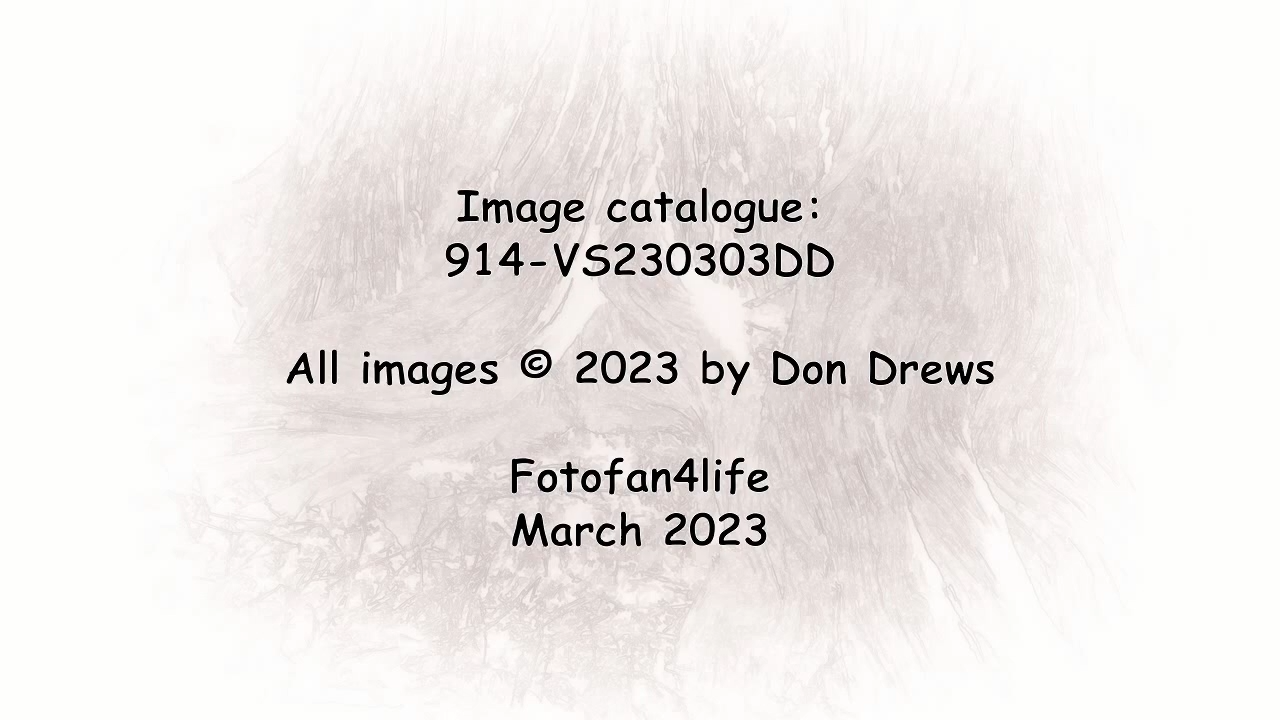 Image catalogue:
914-VS230303DD
All images © 2023 by Don Drews
Fotofan4life
March 2023